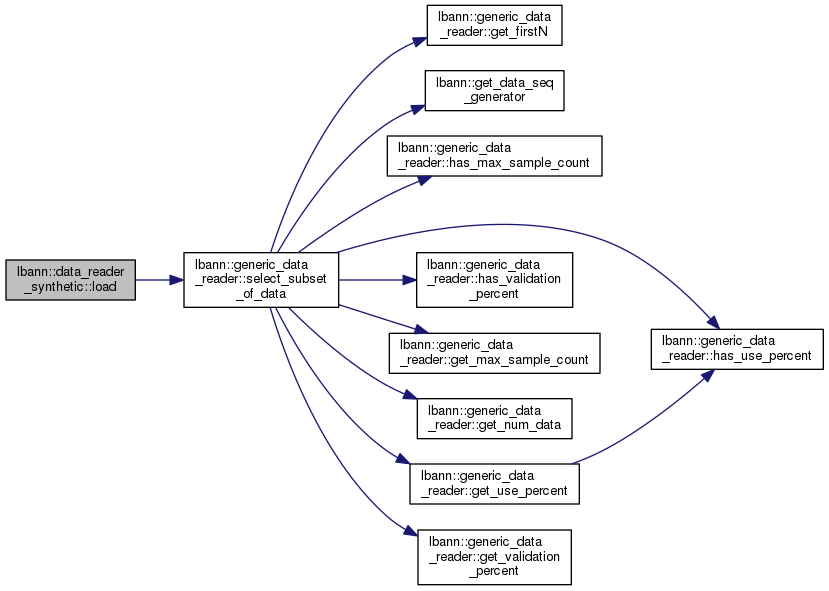 lbann::data_reader
_synthetic::load
lbann::generic_data
_reader::select_subset
_of_data
lbann::generic_data
_reader::get_firstN
lbann::get_data_seq
_generator
lbann::generic_data
_reader::has_max_sample_count
lbann::generic_data
_reader::has_validation
_percent
lbann::generic_data
_reader::get_max_sample_count
lbann::generic_data
_reader::get_num_data
lbann::generic_data
_reader::get_use_percent
lbann::generic_data
_reader::get_validation
_percent
lbann::generic_data
_reader::has_use_percent